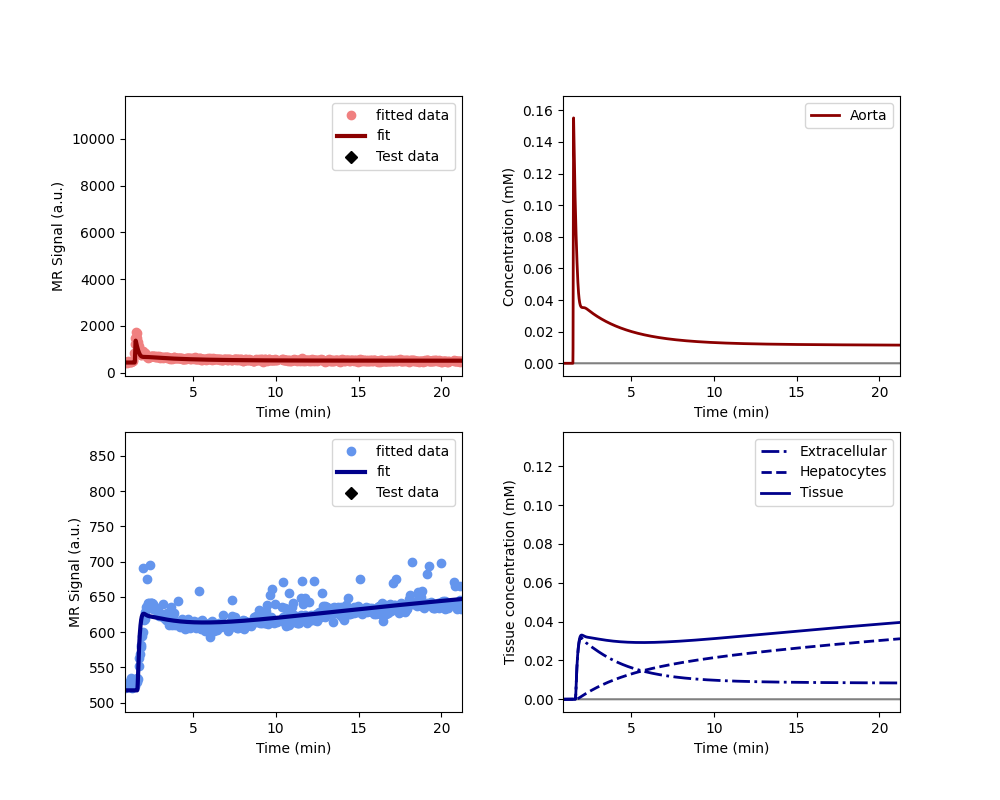 MR Signal (a.u.)
10000
8000
6000
4000
2000
0
5
10
15
20
Time (min)
fitted data
fit
Test data
Concentration (mM)
0.16
0.14
0.12
0.10
0.08
0.06
0.04
0.02
0.00
5
10
15
20
Time (min)
Aorta
MR Signal (a.u.)
850
800
750
700
650
600
550
500
5
10
15
20
Time (min)
fitted data
fit
Test data
Tissue concentration (mM)
0.12
0.10
0.08
0.06
0.04
0.02
0.00
5
10
15
20
Time (min)
Extracellular
Hepatocytes
Tissue